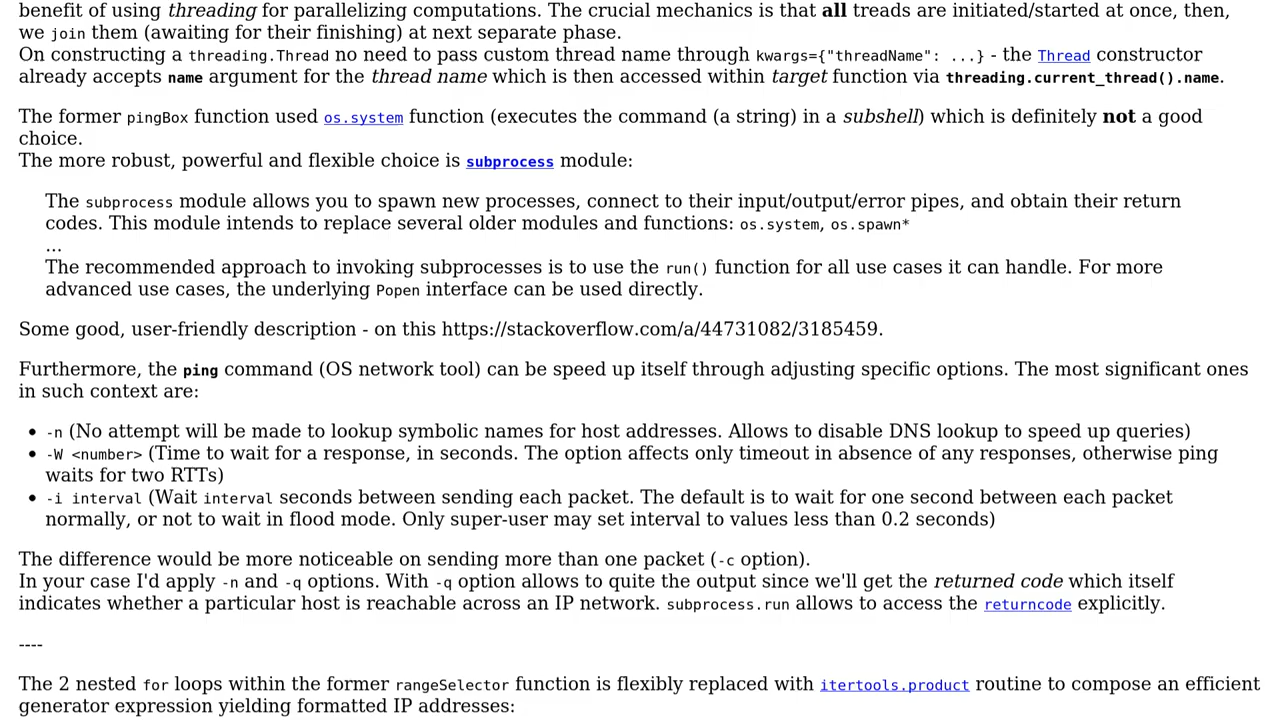 benefit of using threading for parallelizing computations. The crucial mechanics is that all treads are initiated/started at once, then,
we join them (awaiting for their finishing) at next separate phase.
On constructing a threading.Thread no need to pass custom thread name through kwargs={"threadName": ...} - the Thread constructor
already accepts name argument for the thread name which is then accessed within target function via threading.current_thread().name.
The former pingBox function used os.system function (executes the command (a string) in a subshell) which is definitely not a good
choice.
The more robust, powerful and flexible choice is subprocess module:
The subprocess module allows you to spawn new processes, connect to their input/output/error pipes, and obtain their return
codes. This module intends to replace several older modules and functions: os.system, os.spawn*
...
The recommended approach to invoking subprocesses is to use the run() function for all use cases it can handle. For more
advanced use cases, the underlying Popen interface can be used directly.
Some good, user-friendly description - on this https://stackoverflow.com/a/44731082/3185459.
Furthermore, the ping command (OS network tool) can be speed up itself through adjusting specific options. The most significant ones
in such context are:
• -n (No attempt will be made to lookup symbolic names for host addresses. Allows to disable DNS lookup to speed up queries)
• -W <number> (Time to wait for a response, in seconds. The option affects only timeout in absence of any responses, otherwise ping
waits for two RTTs)
• -i interval (Wait interval seconds between sending each packet. The default is to wait for one second between each packet
normally, or not to wait in flood mode. Only super-user may set interval to values less than 0.2 seconds)
The difference would be more noticeable on sending more than one packet (-c option).
In your case I'd apply -n and -q options. With -q option allows to quite the output since we'll get the returned code which itself
indicates whether a particular host is reachable across an IP network. subprocess.run allows to access the returncode explicitly.
----
The 2 nested for loops within the former rangeSelector function is flexibly replaced with itertools.product routine to compose an efficient
generator expression yielding formatted IP addresses: